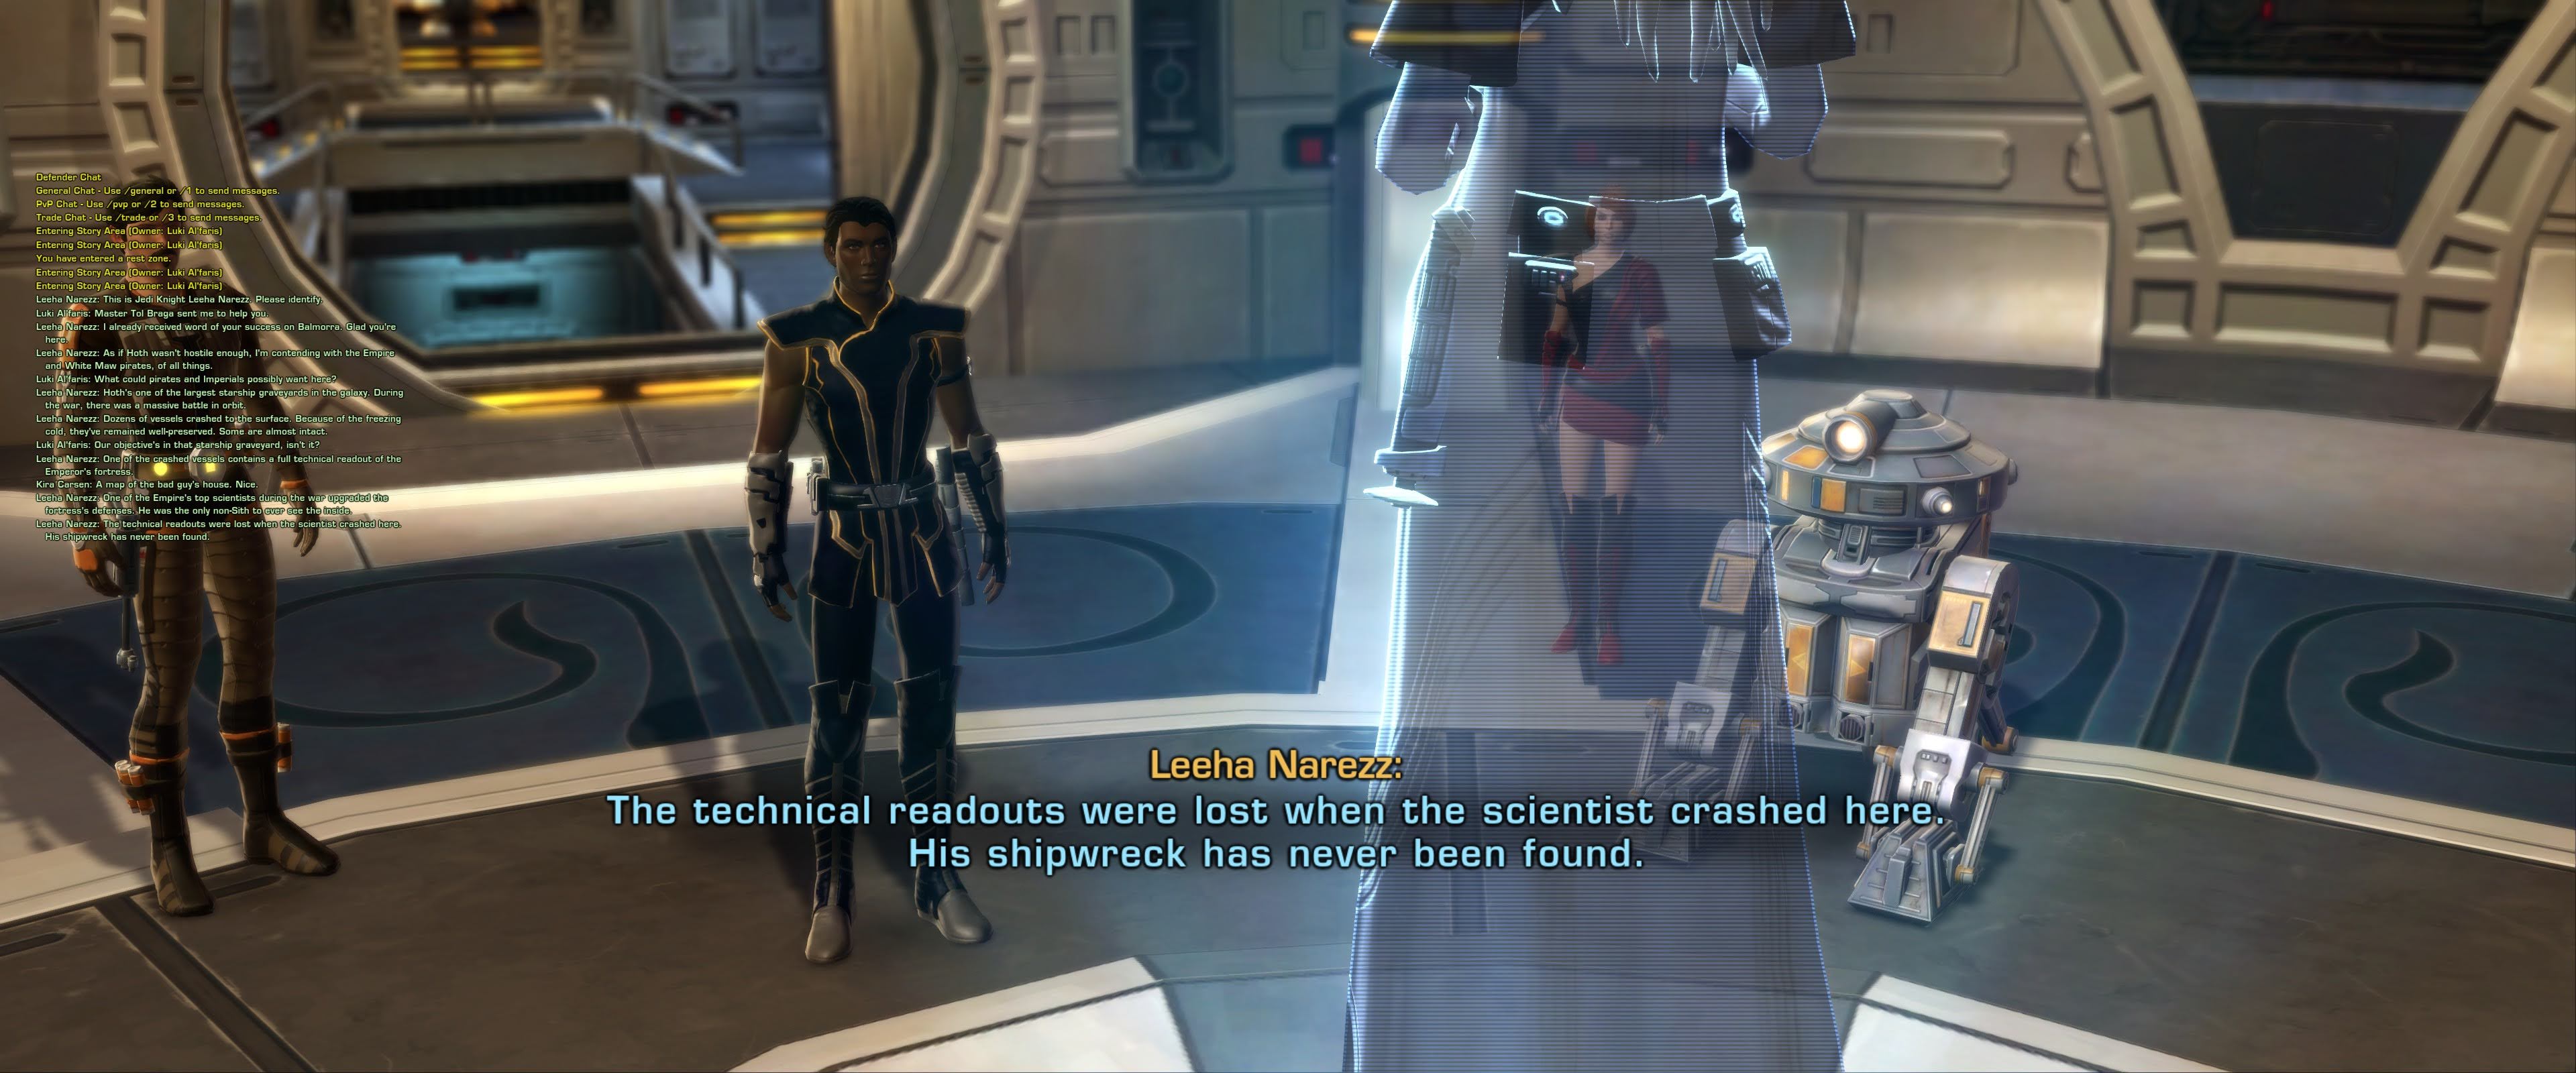 Defender Chat
General Chat - Use /general or /1 to send messages.
PvP Chat - Use /pvp or /2 to send messages.
Trade Chat - Use /trade or /3 to send messages.
Entering Story Area (Owner: Luki Al'faris)
Entering Story Area (Owner: Luki Al'faris)
You have entered a rest zone.
Entering Story Area (Owner: Luki Al'faris)
Entering Story Area (Owner: Luki Al'faris)
Leeha Narezz: This is Jedi Knight Leeha Narezz. Please identify.
Luki Al'faris: Master Tol Braga sent me to help you.
Leeha Narezz: I already received word of your success on Balmorra. Glad you're
here.
Leeha Narezz: As if Hoth wasn't hostile enough, I'm contending with the Empire
and White Maw pirates, of all things.
Luki Al'faris: What could pirates and Imperials possibly want here?
Leeha Narezz: Hoth's one of the largest starship graveyards in the galaxy. During
the war, there was a massive battle in orbit.
Leeha Narezz: Dozens of vessels crashed to the surface. Because of the freezing
cold, they've remained well-preserved. Some are almost intact.
Luki Al'faris: Our objective's in that starship graveyard, isn't it?
Leeha Narezz: One of the crashed vessels contains a full technical readout of the
Emperor's fortress.
Kira Carsen: A map of the bad guy's house. Nice.
Leeha Narezz: One of the Empire's top scientists during the war upgraded the
fortress's defenses. He was the only non-Sith to ever see the inside.
Leeha Narezz: The technical readouts were lost when the scientist crashed here.
His shipwreck has never been found.
Leeha Narezz:
The technical readouts were lost when the scientist crashed here.
His shipwreck has never been found.